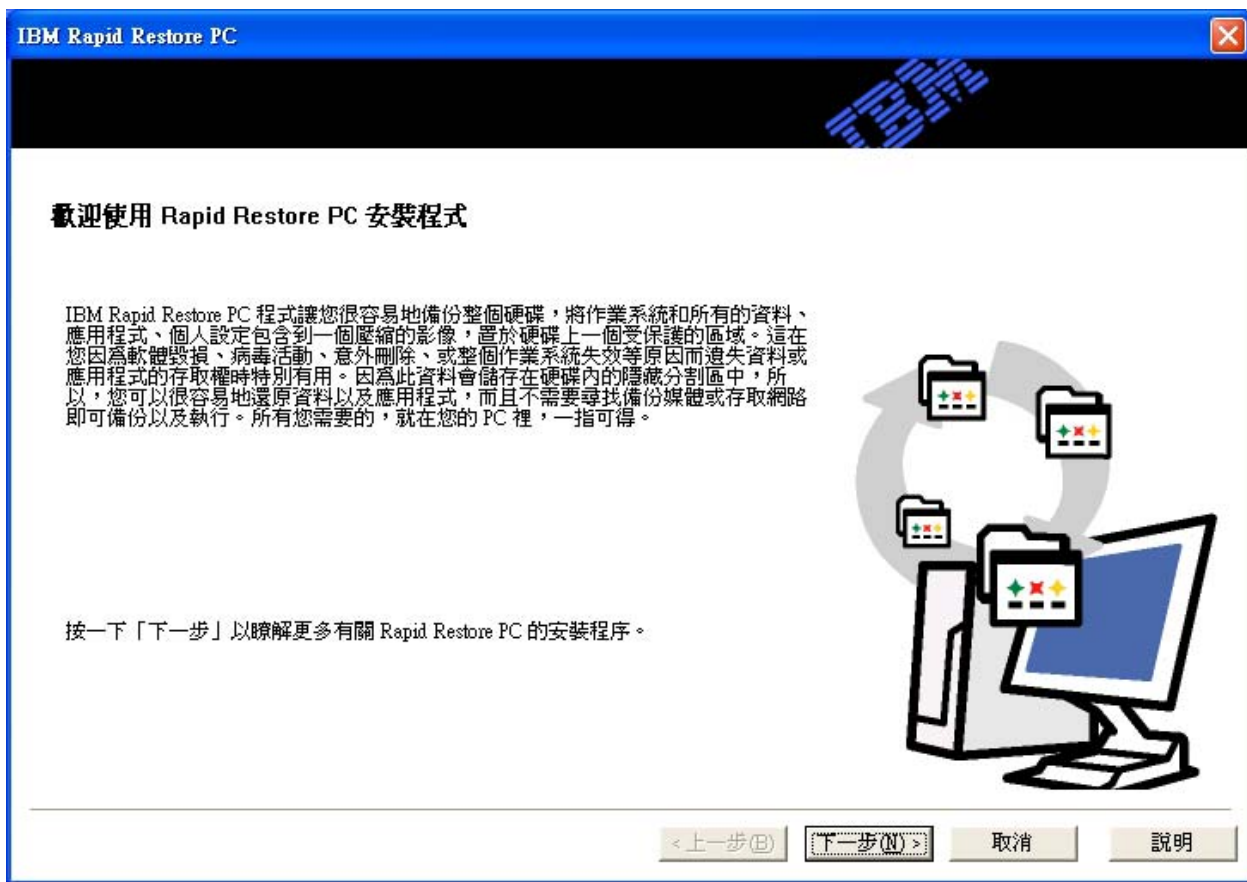 IBM Rapid Restore PC
IBM
歡迎使用 Rapid Restore PC 安裝程式
IBM Rapid Restore PC 程式讓您很容易地備份整個硬碟，將作業系統和所有的資料、
應用程式、個人設定包含到一個壓縮的影像，置於硬碟上一個受保護的區域。這在
您因為軟體毀損、病毒活動、意外刪除、或整個作業系統失效等原因而遺失資料或
應用程式的存取權時特別有用。因為此資料會儲存在硬碟內的隱藏分割區中，所
以，您可以很容易地還原資料以及應用程式，而且不需要尋找備份媒體或存取網路
即可備份以及執行。所有您需要的，就在您的 PC 裡，一指可得。
按一下「下一步」以瞭解更多有關 Rapid Restore PC 的安裝程序。
<上一步(B)
下一步(N) >
取消
說明